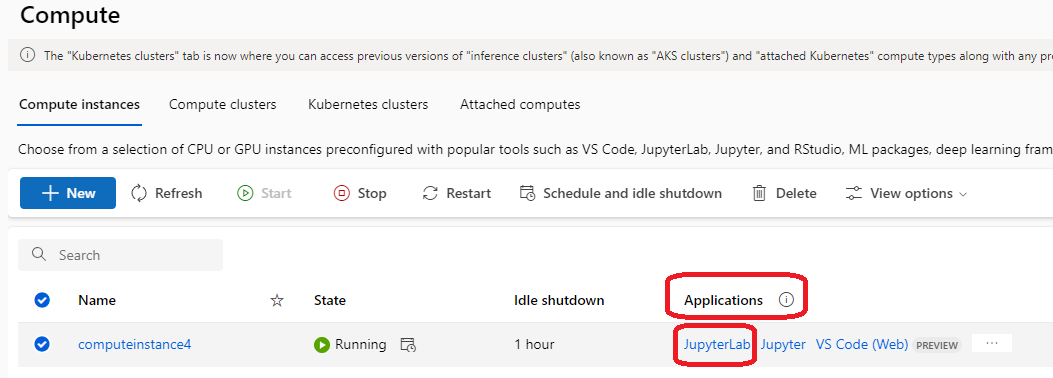 Compute
The "Kubernetes clusters" tab is now where you can access previous versions of "inference clusters" (also known as "AKS clusters") and "attached Kubernetes" compute types along with any pre
Compute instances Compute clusters Kubernetes clusters Attached computes
Choose from a selection of CPU or GPU instances preconfigured with popular tools such as VS Code, JupyterLab, Jupyter, and RStudio, ML packages, deep learning fram
New Refresh Start Stop Restart Schedule and idle shutdown Delete View options
Search
Name State Idle shutdown Applications
computeinstance4 Running 1 hour JupyterLab Jupyter VS Code (Web) PREVIEW ...